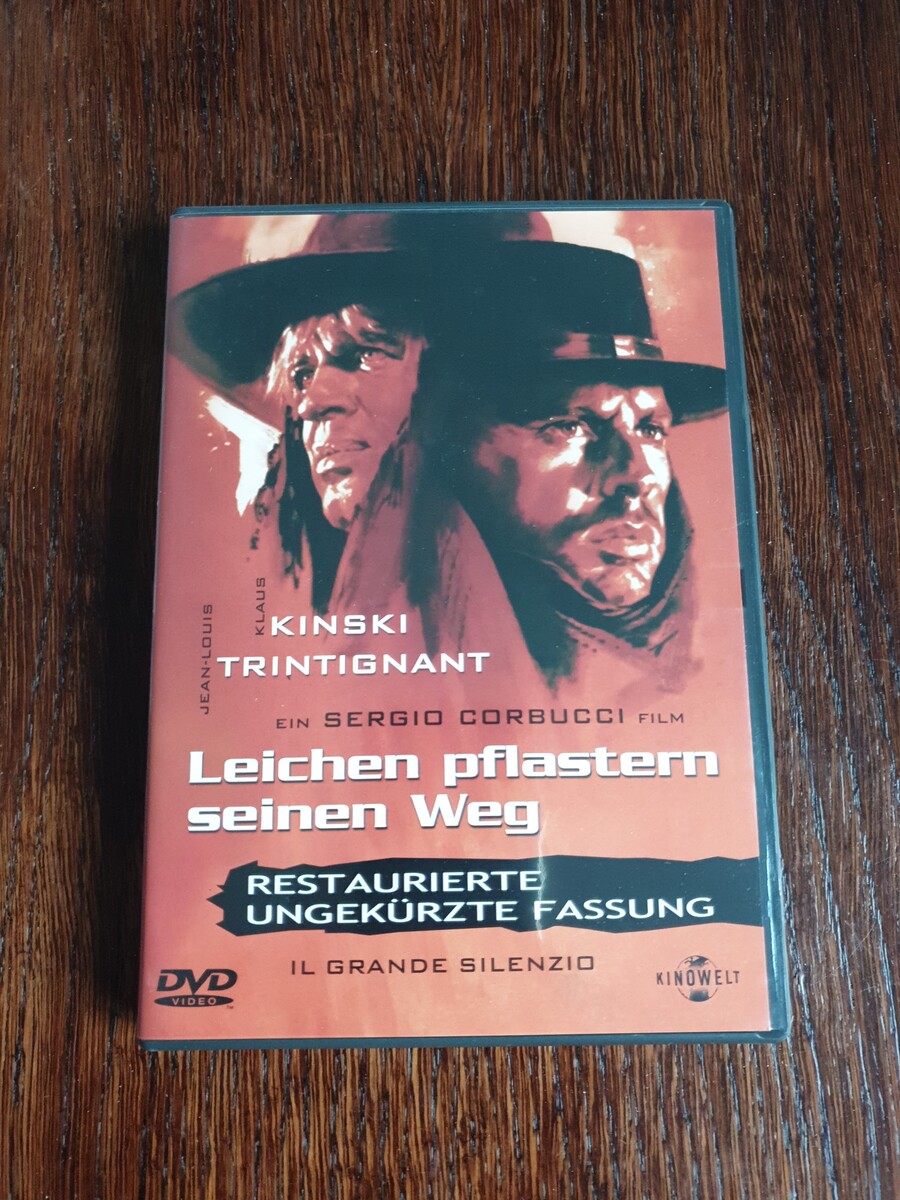 KLAUS KINSKI
JEAN-LOUIS TRINTIGNANT
EIN SERGIO CORBUCCI FILM
Leichen pflastern
seinen Weg
RESTAURIERTE
UNGEKÜRZTE FASSUNG
IL GRANDE SILENZIO
DVD
VIDEO™
KINOWELT